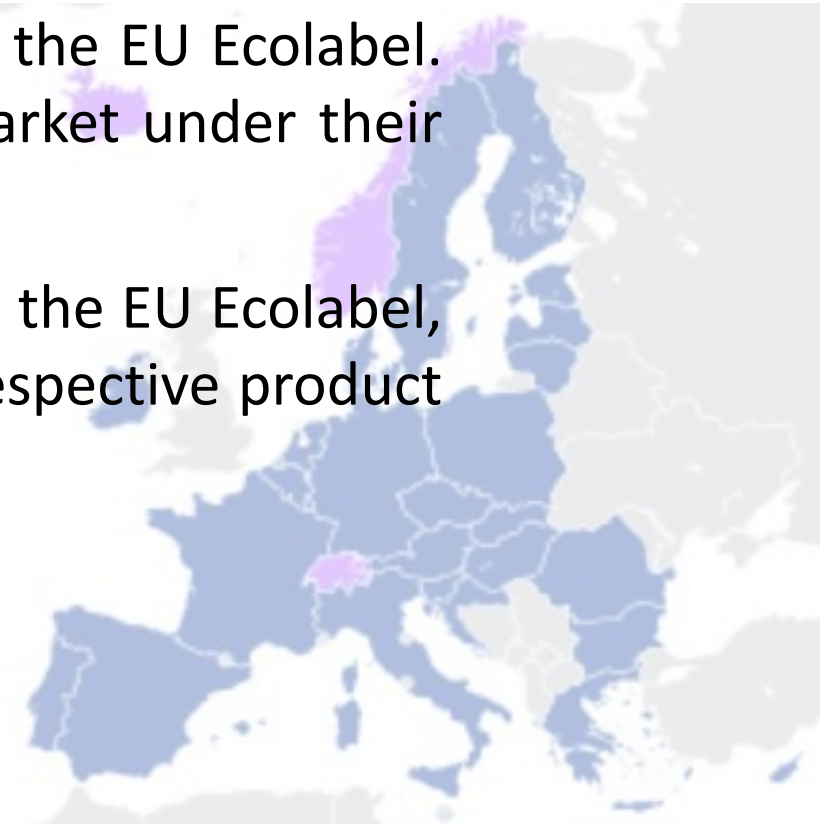 the EU Ecolabel.
arket under their
the EU Ecolabel,
espective product